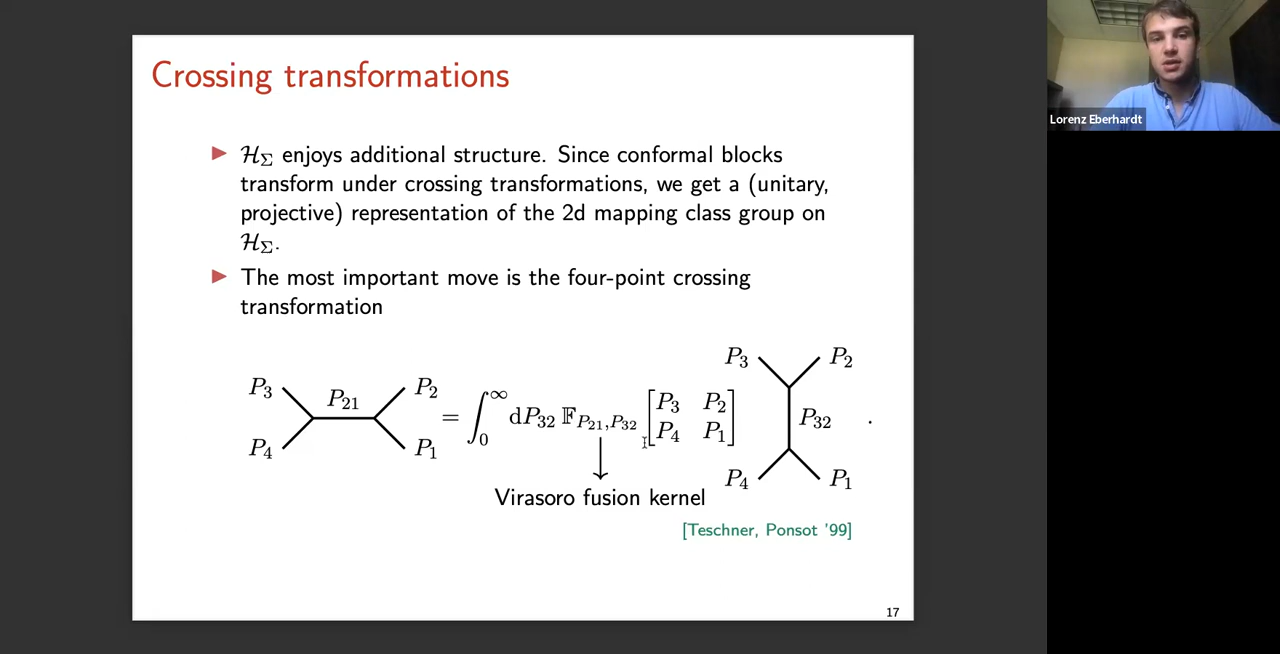 Crossing transformations
▶ ℋ_Σ enjoys additional structure. Since conformal blocks
transform under crossing transformations, we get a (unitary,
projective) representation of the 2d mapping class group on
ℋ_Σ.
▶ The most important move is the four-point crossing
transformation
P_3 P_4 P_21 P_2 P_1 = ∫_0^∞ dP_32 𝔽_{P_21,P_32} [P_3 P_2; P_4 P_1] P_3 P_2 P_32 P_4 P_1 .
Virasoro fusion kernel
[Teschner, Ponsot '99]
17
Lorenz Eberhardt